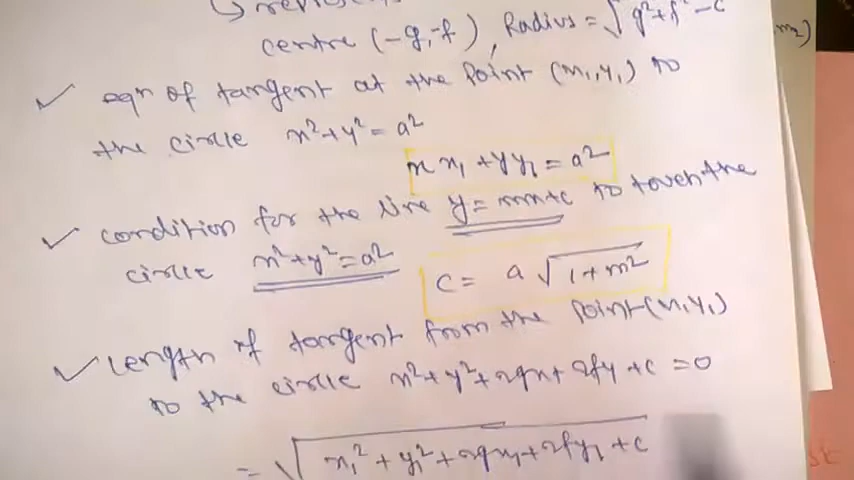 centre (-g,-f), Radius = √g²+f²-c
✓ eqn of tangent at the point (x₁,y₁) to
the circle x²+y²=a²
xx₁+yy₁=a²
✓ condition for the line y=mx+c to touch the
circle x²+y²=a²
c= a√1+m²
✓ Length of tangent from the point (x₁,y₁)
to the circle x²+y²+2gx+2fy+c=0
= √x₁²+y₁²+2gx₁+2fy₁+c